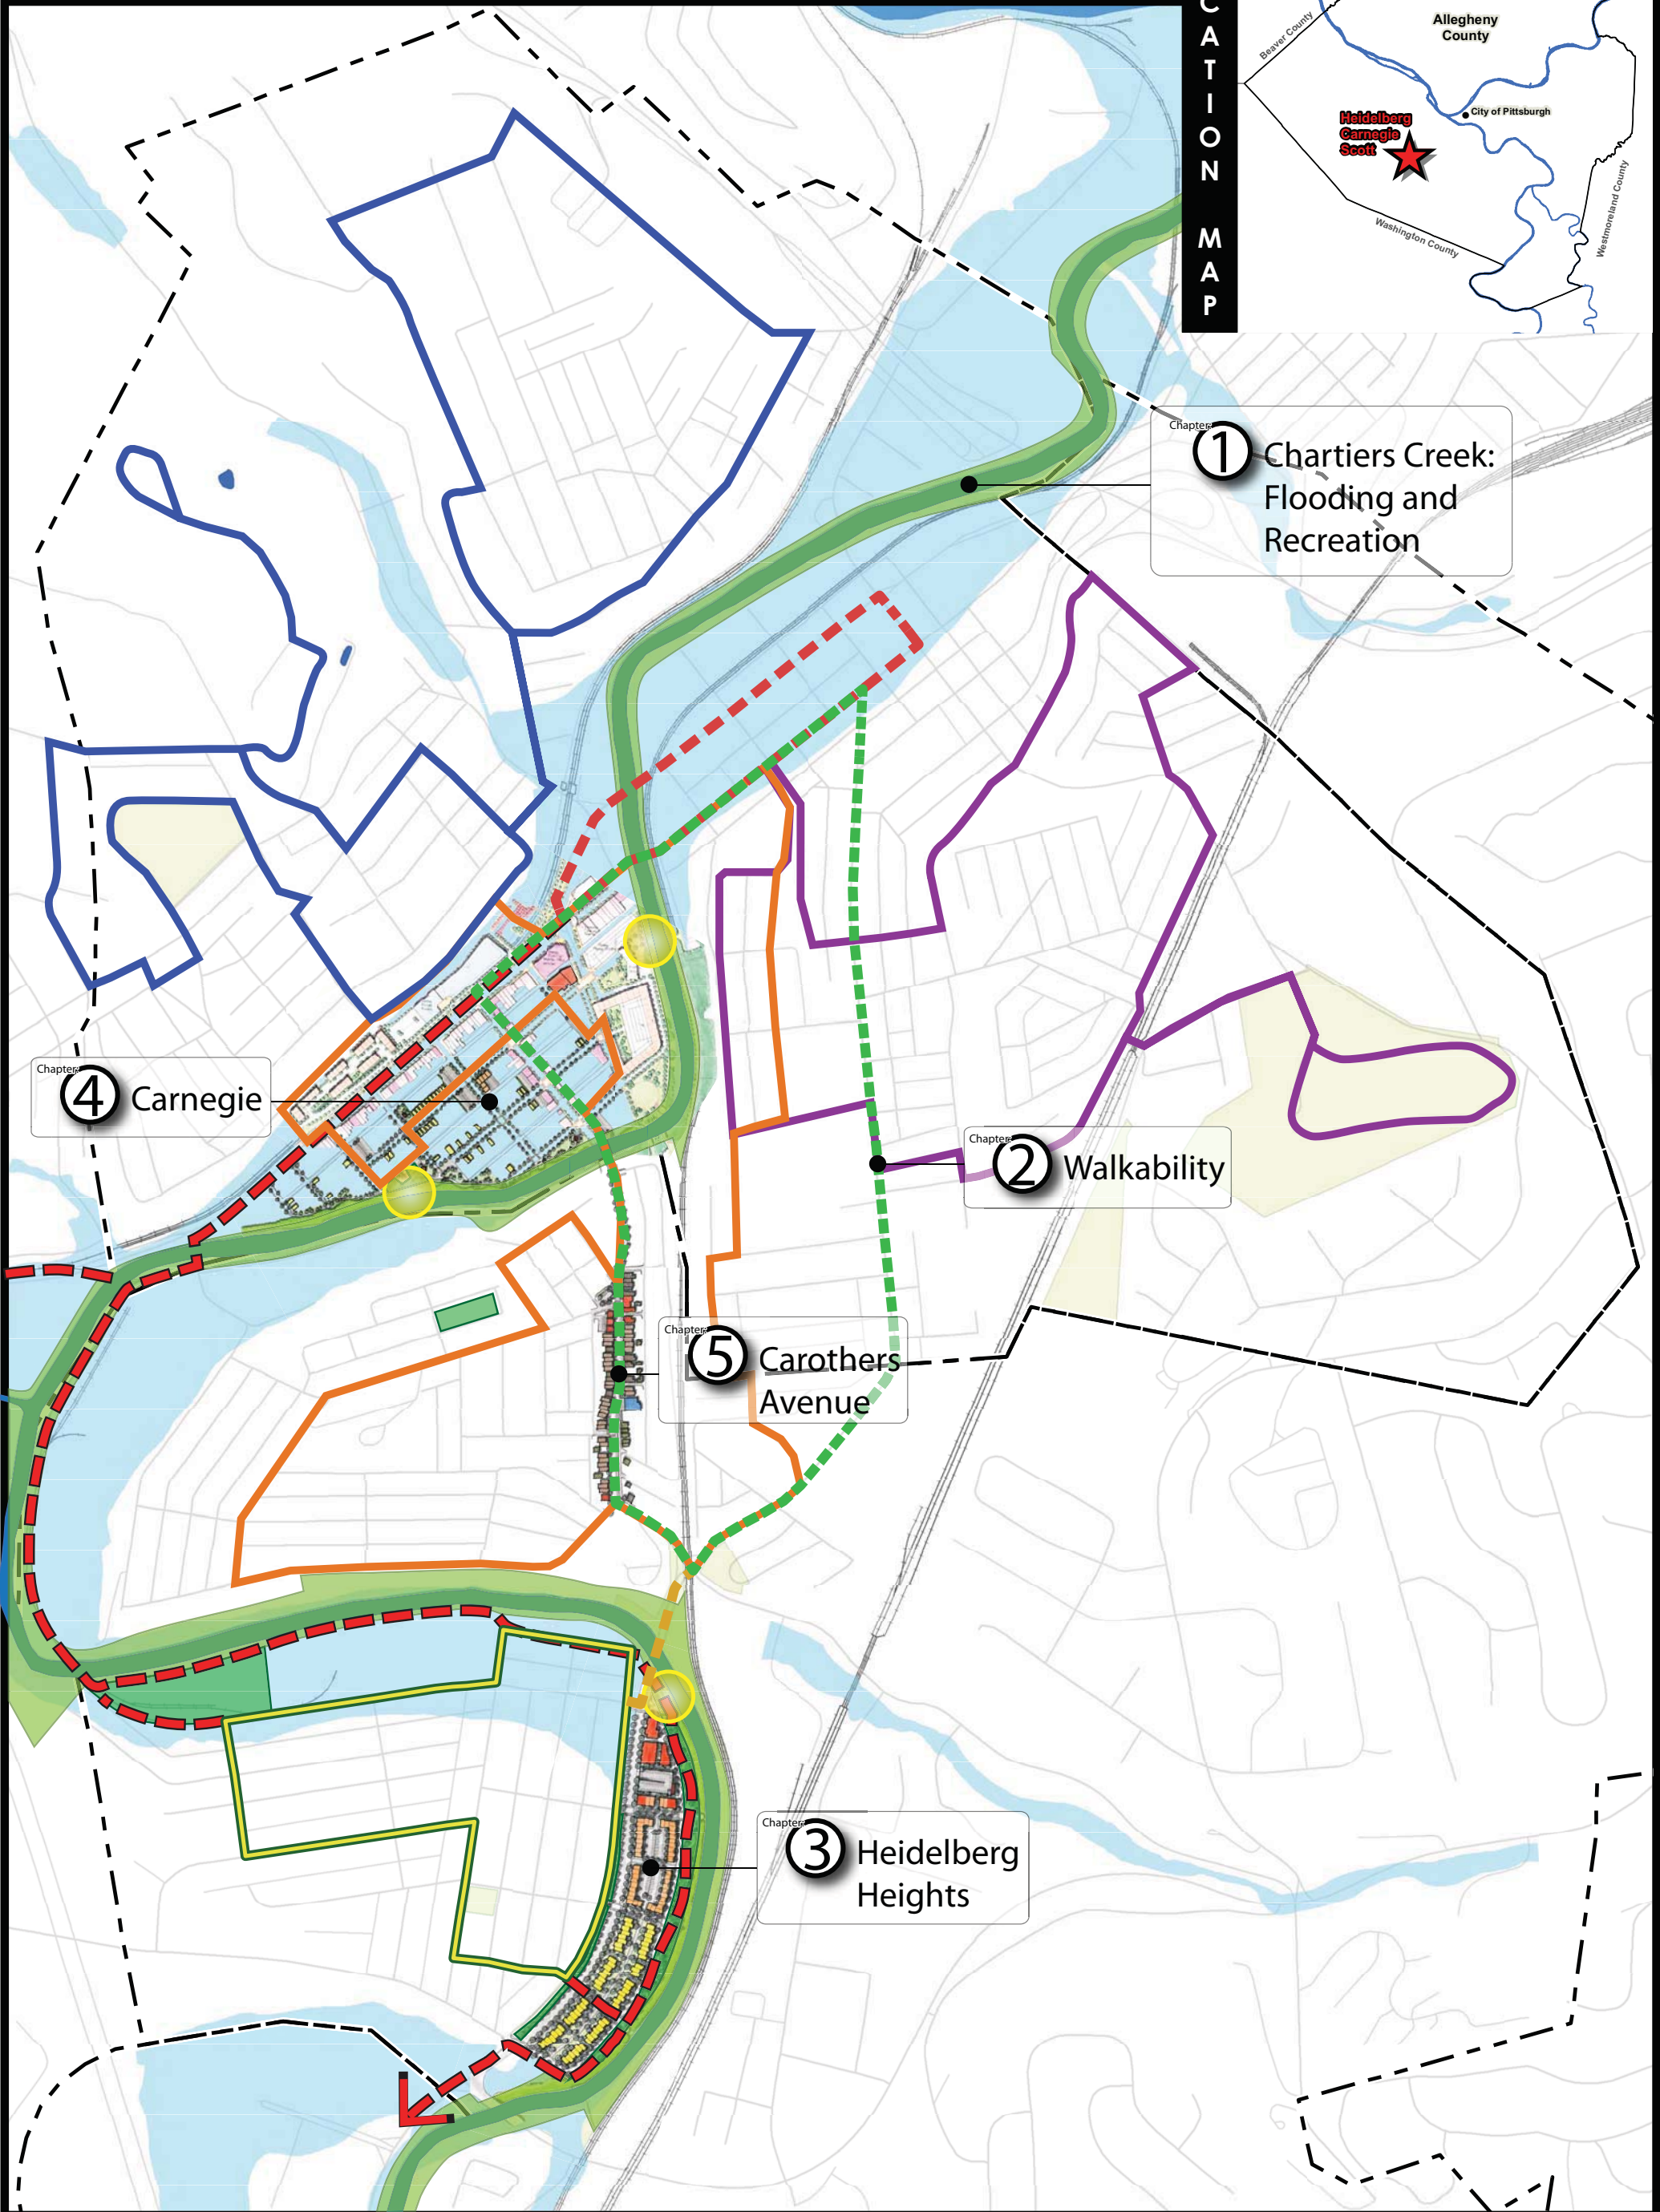 CATION MAP
Beaver County
Allegheny
County
City of Pittsburgh
Heidelberg
Carnegie
Scott
Washington County
Westmoreland County
Chapter
1
Chartiers Creek:
Flooding and
Recreation
Chapter
4
Carnegie
Chapter
2
Walkability
Chapter
5
Carothers
Avenue
Chapter
3
Heidelberg
Heights